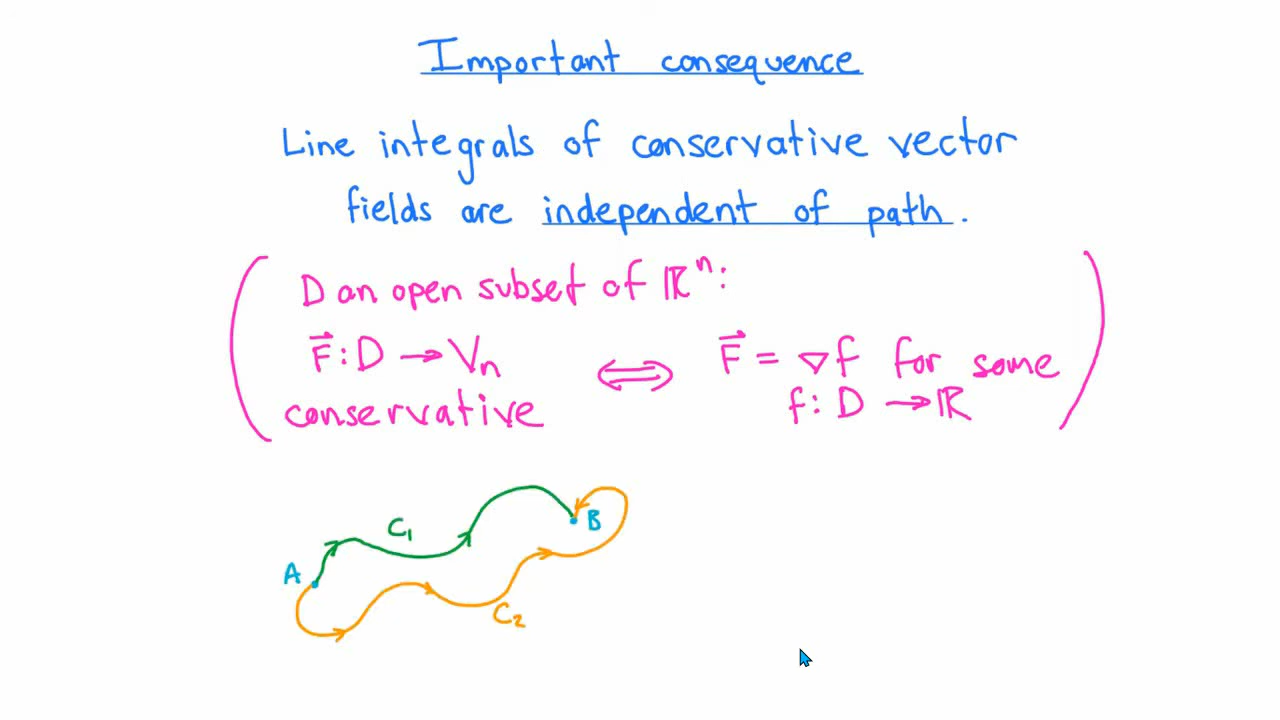 Important consequence
Line integrals of conservative vector
fields are independent of path.
( D an open subset of ℝⁿ:
F⃗: D → Vₙ ⟺ F⃗ = ∇f for some
conservative f: D → ℝ )
C₁
B
A
C₂